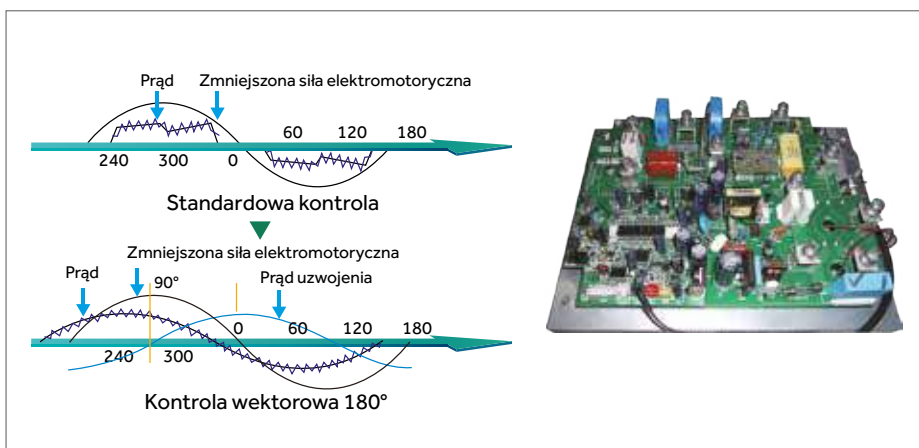 Prąd
Zmniejszona siła elektromotoryczna
60 120 180
240 300 0
Standardowa kontrola
Zmniejszona siła elektromotoryczna
Prąd
Prąd uzwojenia
90°
0 60 120 180
240 300
Kontrola wektorowa 180°